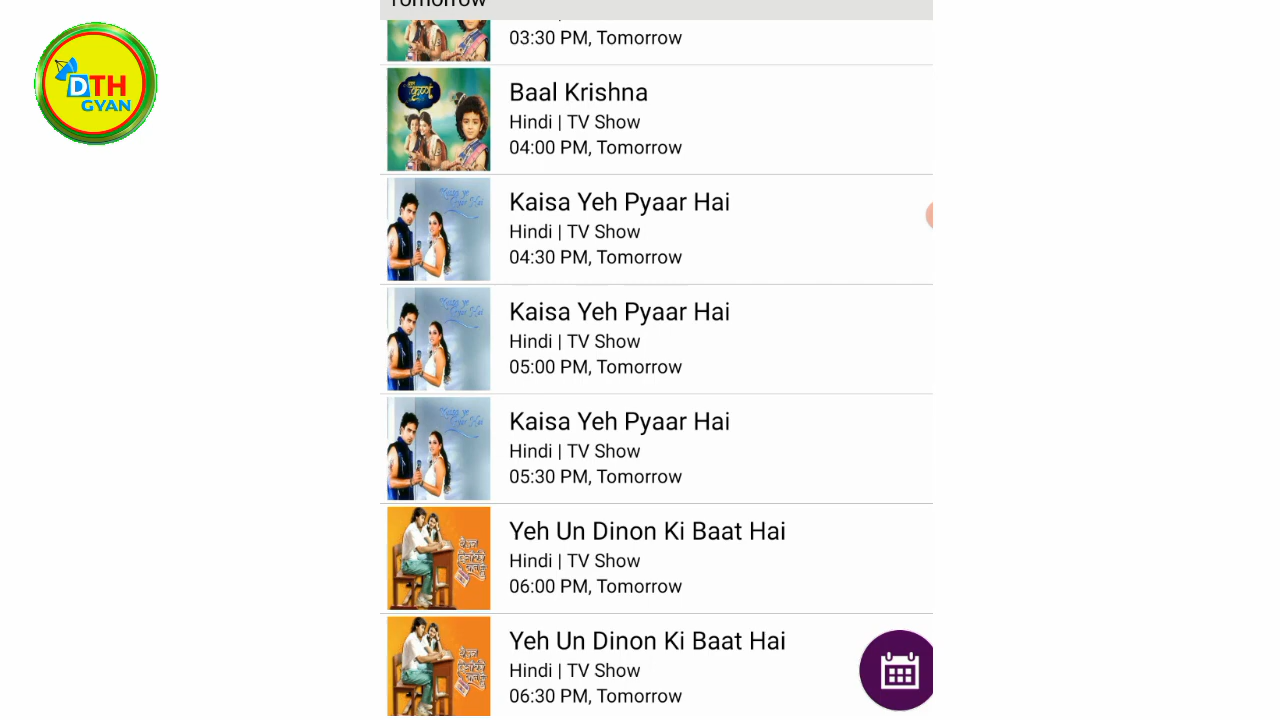 Tomorrow
DTH
GYAN
03:30 PM, Tomorrow
Baal Krishna
Hindi | TV Show
04:00 PM, Tomorrow
Kaisa Yeh Pyaar Hai
Hindi | TV Show
04:30 PM, Tomorrow
Kaisa Yeh Pyaar Hai
Hindi | TV Show
05:00 PM, Tomorrow
Kaisa Yeh Pyaar Hai
Hindi | TV Show
05:30 PM, Tomorrow
Yeh Un Dinon Ki Baat Hai
Hindi | TV Show
06:00 PM, Tomorrow
Yeh Un Dinon Ki Baat Hai
Hindi | TV Show
06:30 PM, Tomorrow